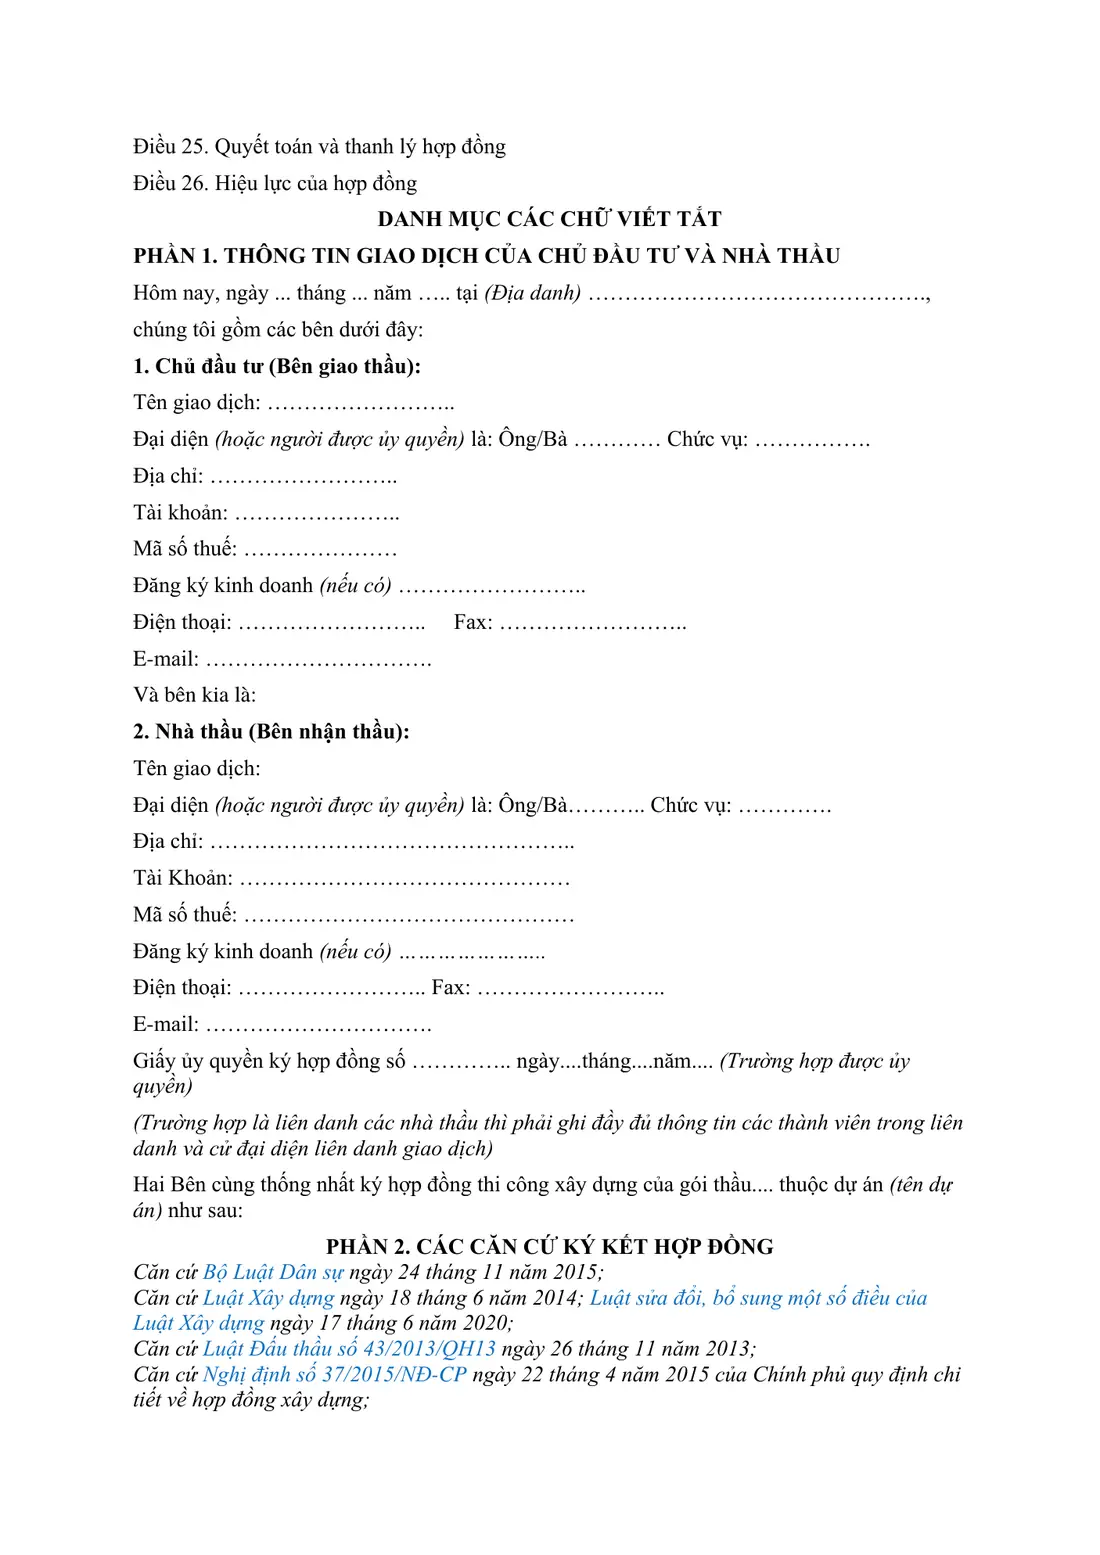 Điều 25. Quyết toán và thanh lý hợp đồng
Điều 26. Hiệu lực của hợp đồng
DANH MỤC CÁC CHỮ VIẾT TẮT
PHẦN 1. THÔNG TIN GIAO DỊCH CỦA CHỦ ĐẦU TƯ VÀ NHÀ THẦU
Hôm nay, ngày ... tháng ... năm ….. tại (Địa danh) ……………………………………….,
chúng tôi gồm các bên dưới đây:
1. Chủ đầu tư (Bên giao thầu):
Tên giao dịch: ……………………..
Đại diện (hoặc người được ủy quyền) là: Ông/Bà ………… Chức vụ: …………….
Địa chỉ: ……………………..
Tài khoản: …………………..
Mã số thuế: …………………
Đăng ký kinh doanh (nếu có) ……………………..
Điện thoại: …………………….. Fax: ……………………..
E-mail: ………………………….
Và bên kia là:
2. Nhà thầu (Bên nhận thầu):
Tên giao dịch:
Đại diện (hoặc người được ủy quyền) là: Ông/Bà……….. Chức vụ: ………….
Địa chỉ: …………………………………………..
Tài Khoản: ………………………………………
Mã số thuế: ………………………………………
Đăng ký kinh doanh (nếu có) …………………..
Điện thoại: …………………….. Fax: ……………………..
E-mail: ………………………….
Giấy ủy quyền ký hợp đồng số ………….. ngày....tháng....năm.... (Trường hợp được ủy
quyền)
(Trường hợp là liên danh các nhà thầu thì phải ghi đầy đủ thông tin các thành viên trong liên
danh và cử đại diện liên danh giao dịch)
Hai Bên cùng thống nhất ký hợp đồng thi công xây dựng của gói thầu.... thuộc dự án (tên dự
án) như sau:
PHẦN 2. CÁC CĂN CỨ KÝ KẾT HỢP ĐỒNG
Căn cứ Bộ Luật Dân sự ngày 24 tháng 11 năm 2015;
Căn cứ Luật Xây dựng ngày 18 tháng 6 năm 2014; Luật sửa đổi, bổ sung một số điều của
Luật Xây dựng ngày 17 tháng 6 năm 2020;
Căn cứ Luật Đấu thầu số 43/2013/QH13 ngày 26 tháng 11 năm 2013;
Căn cứ Nghị định số 37/2015/NĐ-CP ngày 22 tháng 4 năm 2015 của Chính phủ quy định chi
tiết về hợp đồng xây dựng;